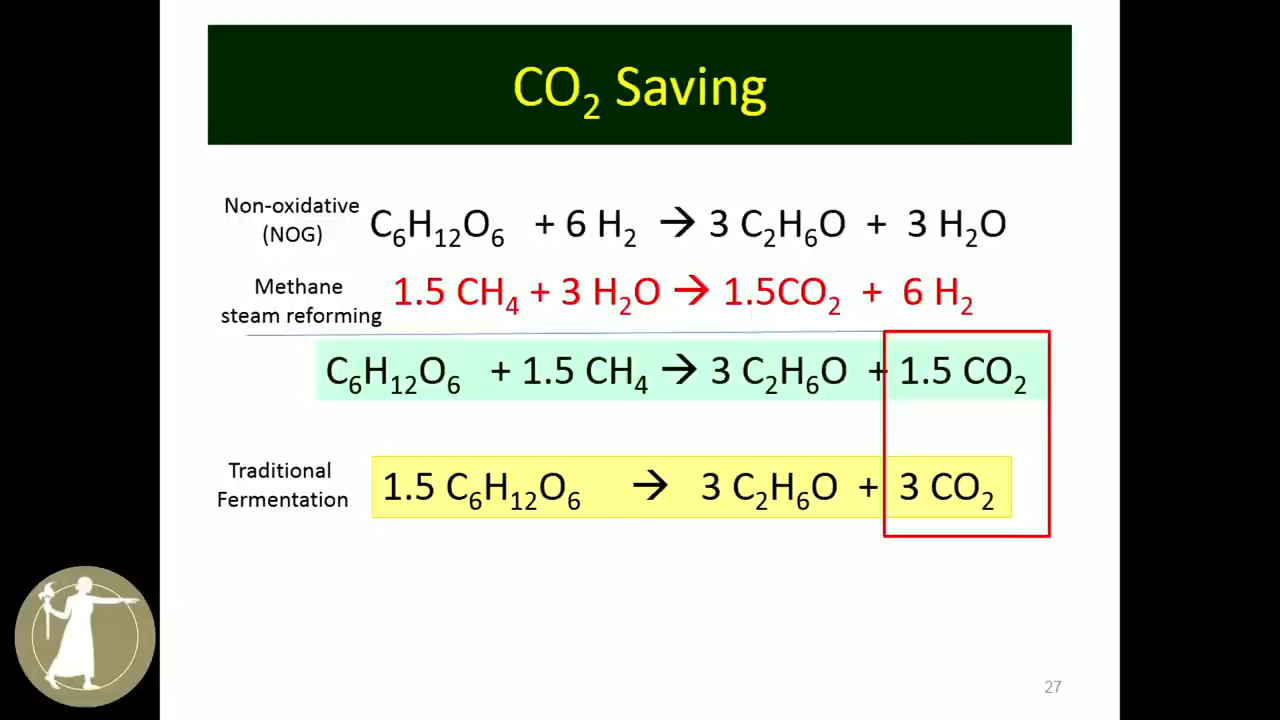 CO₂ Saving
Non-oxidative
(NOG)
C₆H₁₂O₆ + 6 H₂ → 3 C₂H₆O + 3 H₂O
Methane
steam reforming
1.5 CH₄ + 3 H₂O → 1.5CO₂ + 6 H₂
C₆H₁₂O₆ + 1.5 CH₄ → 3 C₂H₆O + 1.5 CO₂
Traditional
Fermentation
1.5 C₆H₁₂O₆ → 3 C₂H₆O + 3 CO₂
27